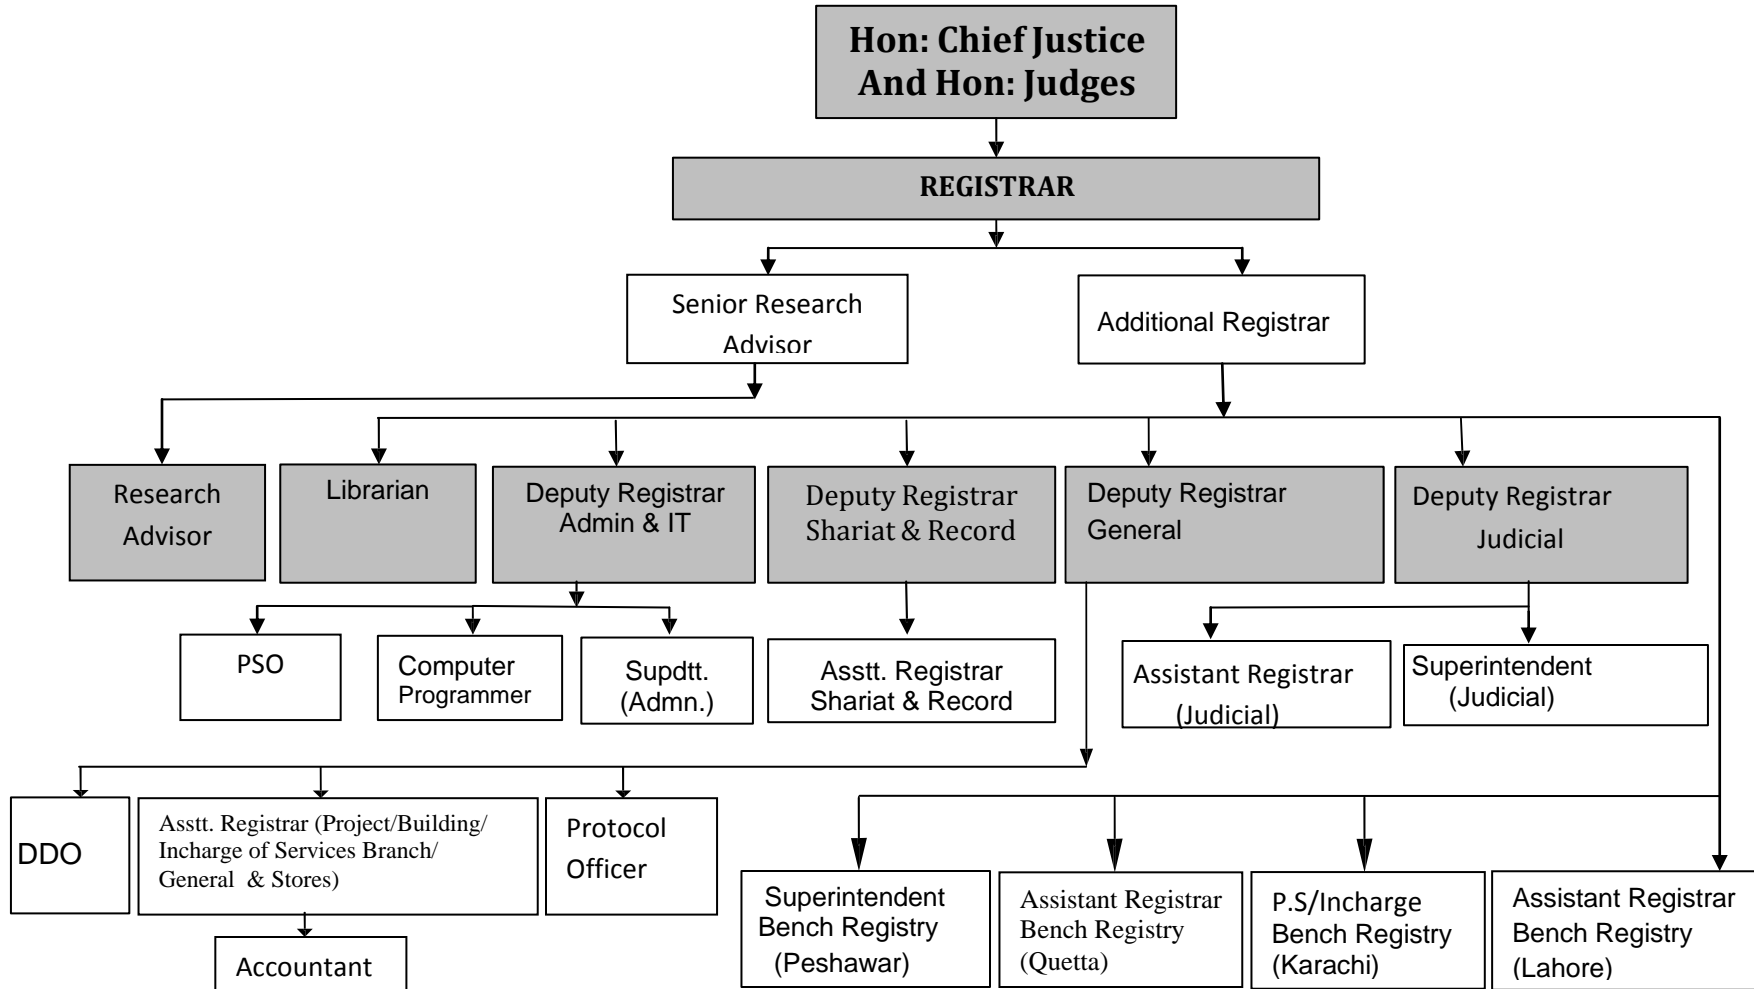 Hon: Chief Justice
And Hon: Judges
REGISTRAR
Senior Research
Advisor
Additional Registrar
Research
Advisor
Librarian
Deputy Registrar
Admin & IT
Deputy Registrar
Shariat & Record
Deputy Registrar
General
Deputy Registrar
Judicial
PSO
Computer
Programmer
Supdtt.
(Admn.)
Asstt. Registrar
Shariat & Record
Assistant Registrar
(Judicial)
Superintendent
(Judicial)
DDO
Asstt. Registrar (Project/Building/
Incharge of Services Branch/
General & Stores)
Protocol
Officer
Accountant
Superintendent
Bench Registry
(Peshawar)
Assistant Registrar
Bench Registry
(Quetta)
P.S/Incharge
Bench Registry
(Karachi)
Assistant Registrar
Bench Registry
(Lahore)